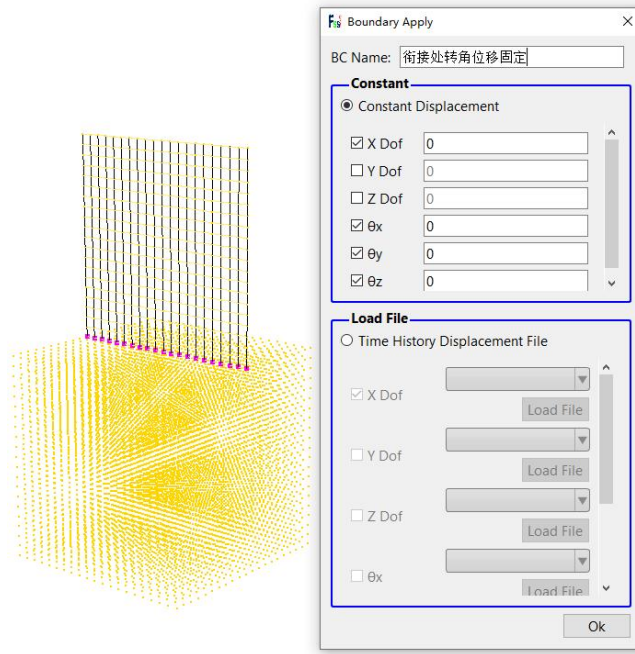 Boundary Apply
BC Name: 衔接处转角位移固定
Constant
Constant Displacement
X Dof 0
Y Dof 0
Z Dof 0
θx 0
θy 0
θz 0
Load File
Time History Displacement File
X Dof
Load File
Y Dof
Load File
Z Dof
Load File
θx
Load File
Ok